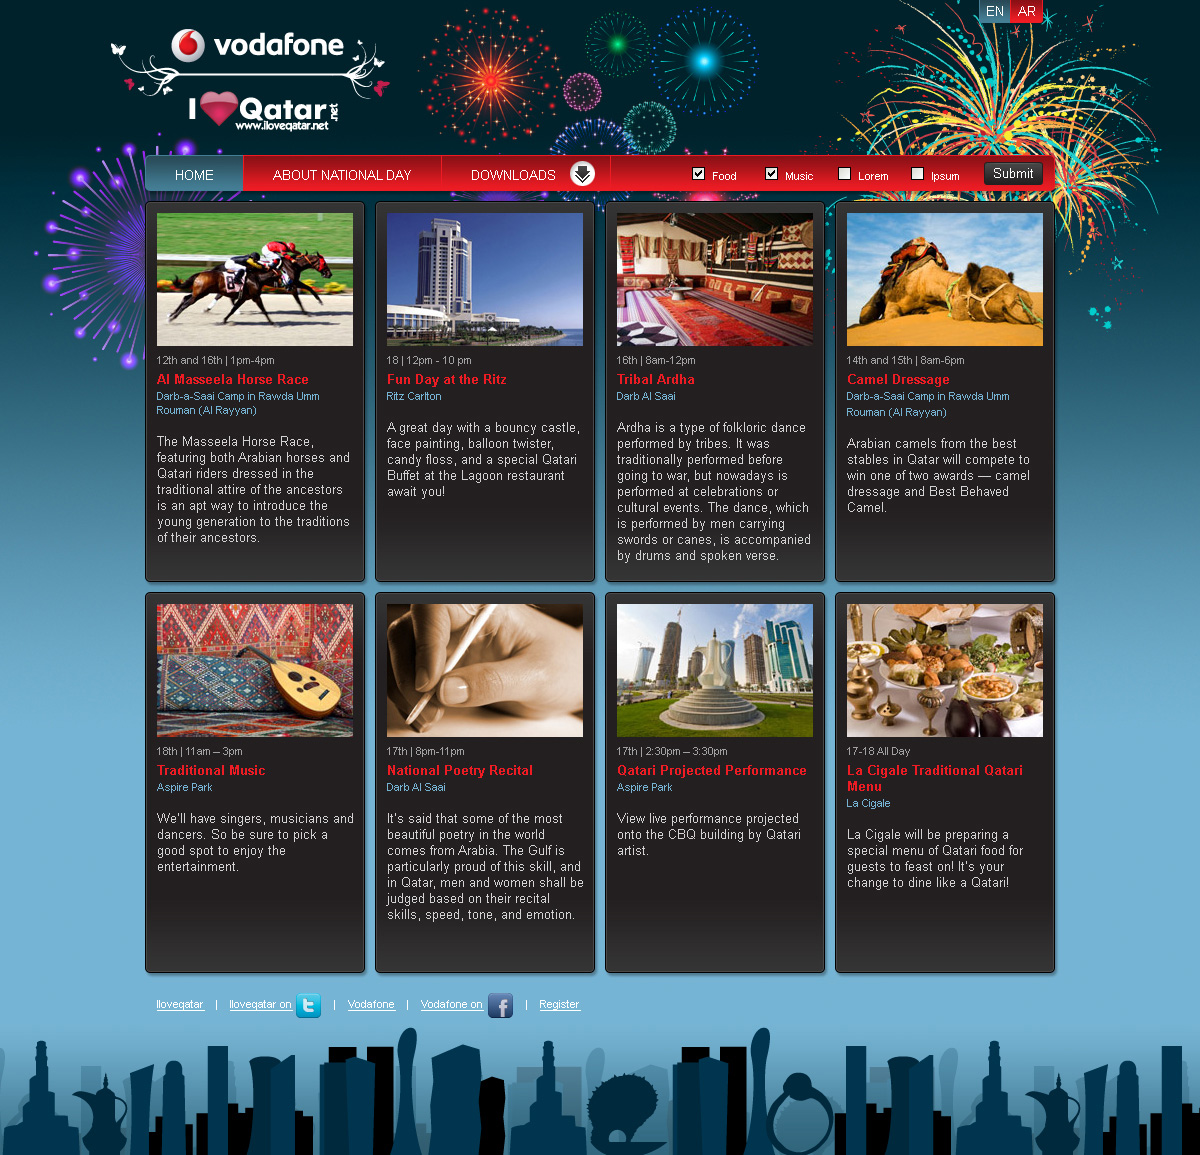 EN AR
vodafone
I Qatar.net
www.iloveqatar.net
HOME ABOUT NATIONAL DAY DOWNLOADS Food Music Lorem Ipsum Submit
12th and 16th | 1pm-4pm
Al Masseela Horse Race
Darb-a-Saai Camp in Rawda Umm
Rouman (Al Rayyan)
The Masseela Horse Race,
featuring both Arabian horses and
Qatari riders dressed in the
traditional attire of the ancestors
is an apt way to introduce the
young generation to the traditions
of their ancestors.
18 | 12pm - 10 pm
Fun Day at the Ritz
Ritz Carlton
A great day with a bouncy castle,
face painting, balloon twister,
candy floss, and a special Qatari
Buffet at the Lagoon restaurant
await you!
16th | 8am-12pm
Tribal Ardha
Darb Al Saai
Ardha is a type of folkloric dance
performed by tribes. It was
traditionally performed before
going to war, but nowadays is
performed at celebrations or
cultural events. The dance, which
is performed by men carrying
swords or canes, is accompanied
by drums and spoken verse.
14th and 15th | 8am-6pm
Camel Dressage
Darb-a-Saai Camp in Rawda Umm
Rouman (Al Rayyan)
Arabian camels from the best
stables in Qatar will compete to
win one of two awards — camel
dressage and Best Behaved
Camel.
18th | 11am – 3pm
Traditional Music
Aspire Park
We'll have singers, musicians and
dancers. So be sure to pick a
good spot to enjoy the
entertainment.
17th | 8pm-11pm
National Poetry Recital
Darb Al Saai
It's said that some of the most
beautiful poetry in the world
comes from Arabia. The Gulf is
particularly proud of this skill, and
in Qatar, men and women shall be
judged based on their recital
skills, speed, tone, and emotion.
17th | 2:30pm – 3:30pm
Qatari Projected Performance
Aspire Park
View live performance projected
onto the CBQ building by Qatari
artist.
17-18 All Day
La Cigale Traditional Qatari
Menu
La Cigale
La Cigale will be preparing a
special menu of Qatari food for
guests to feast on! It's your
change to dine like a Qatari!
Iloveqatar | Iloveqatar on | Vodafone | Vodafone on | Register